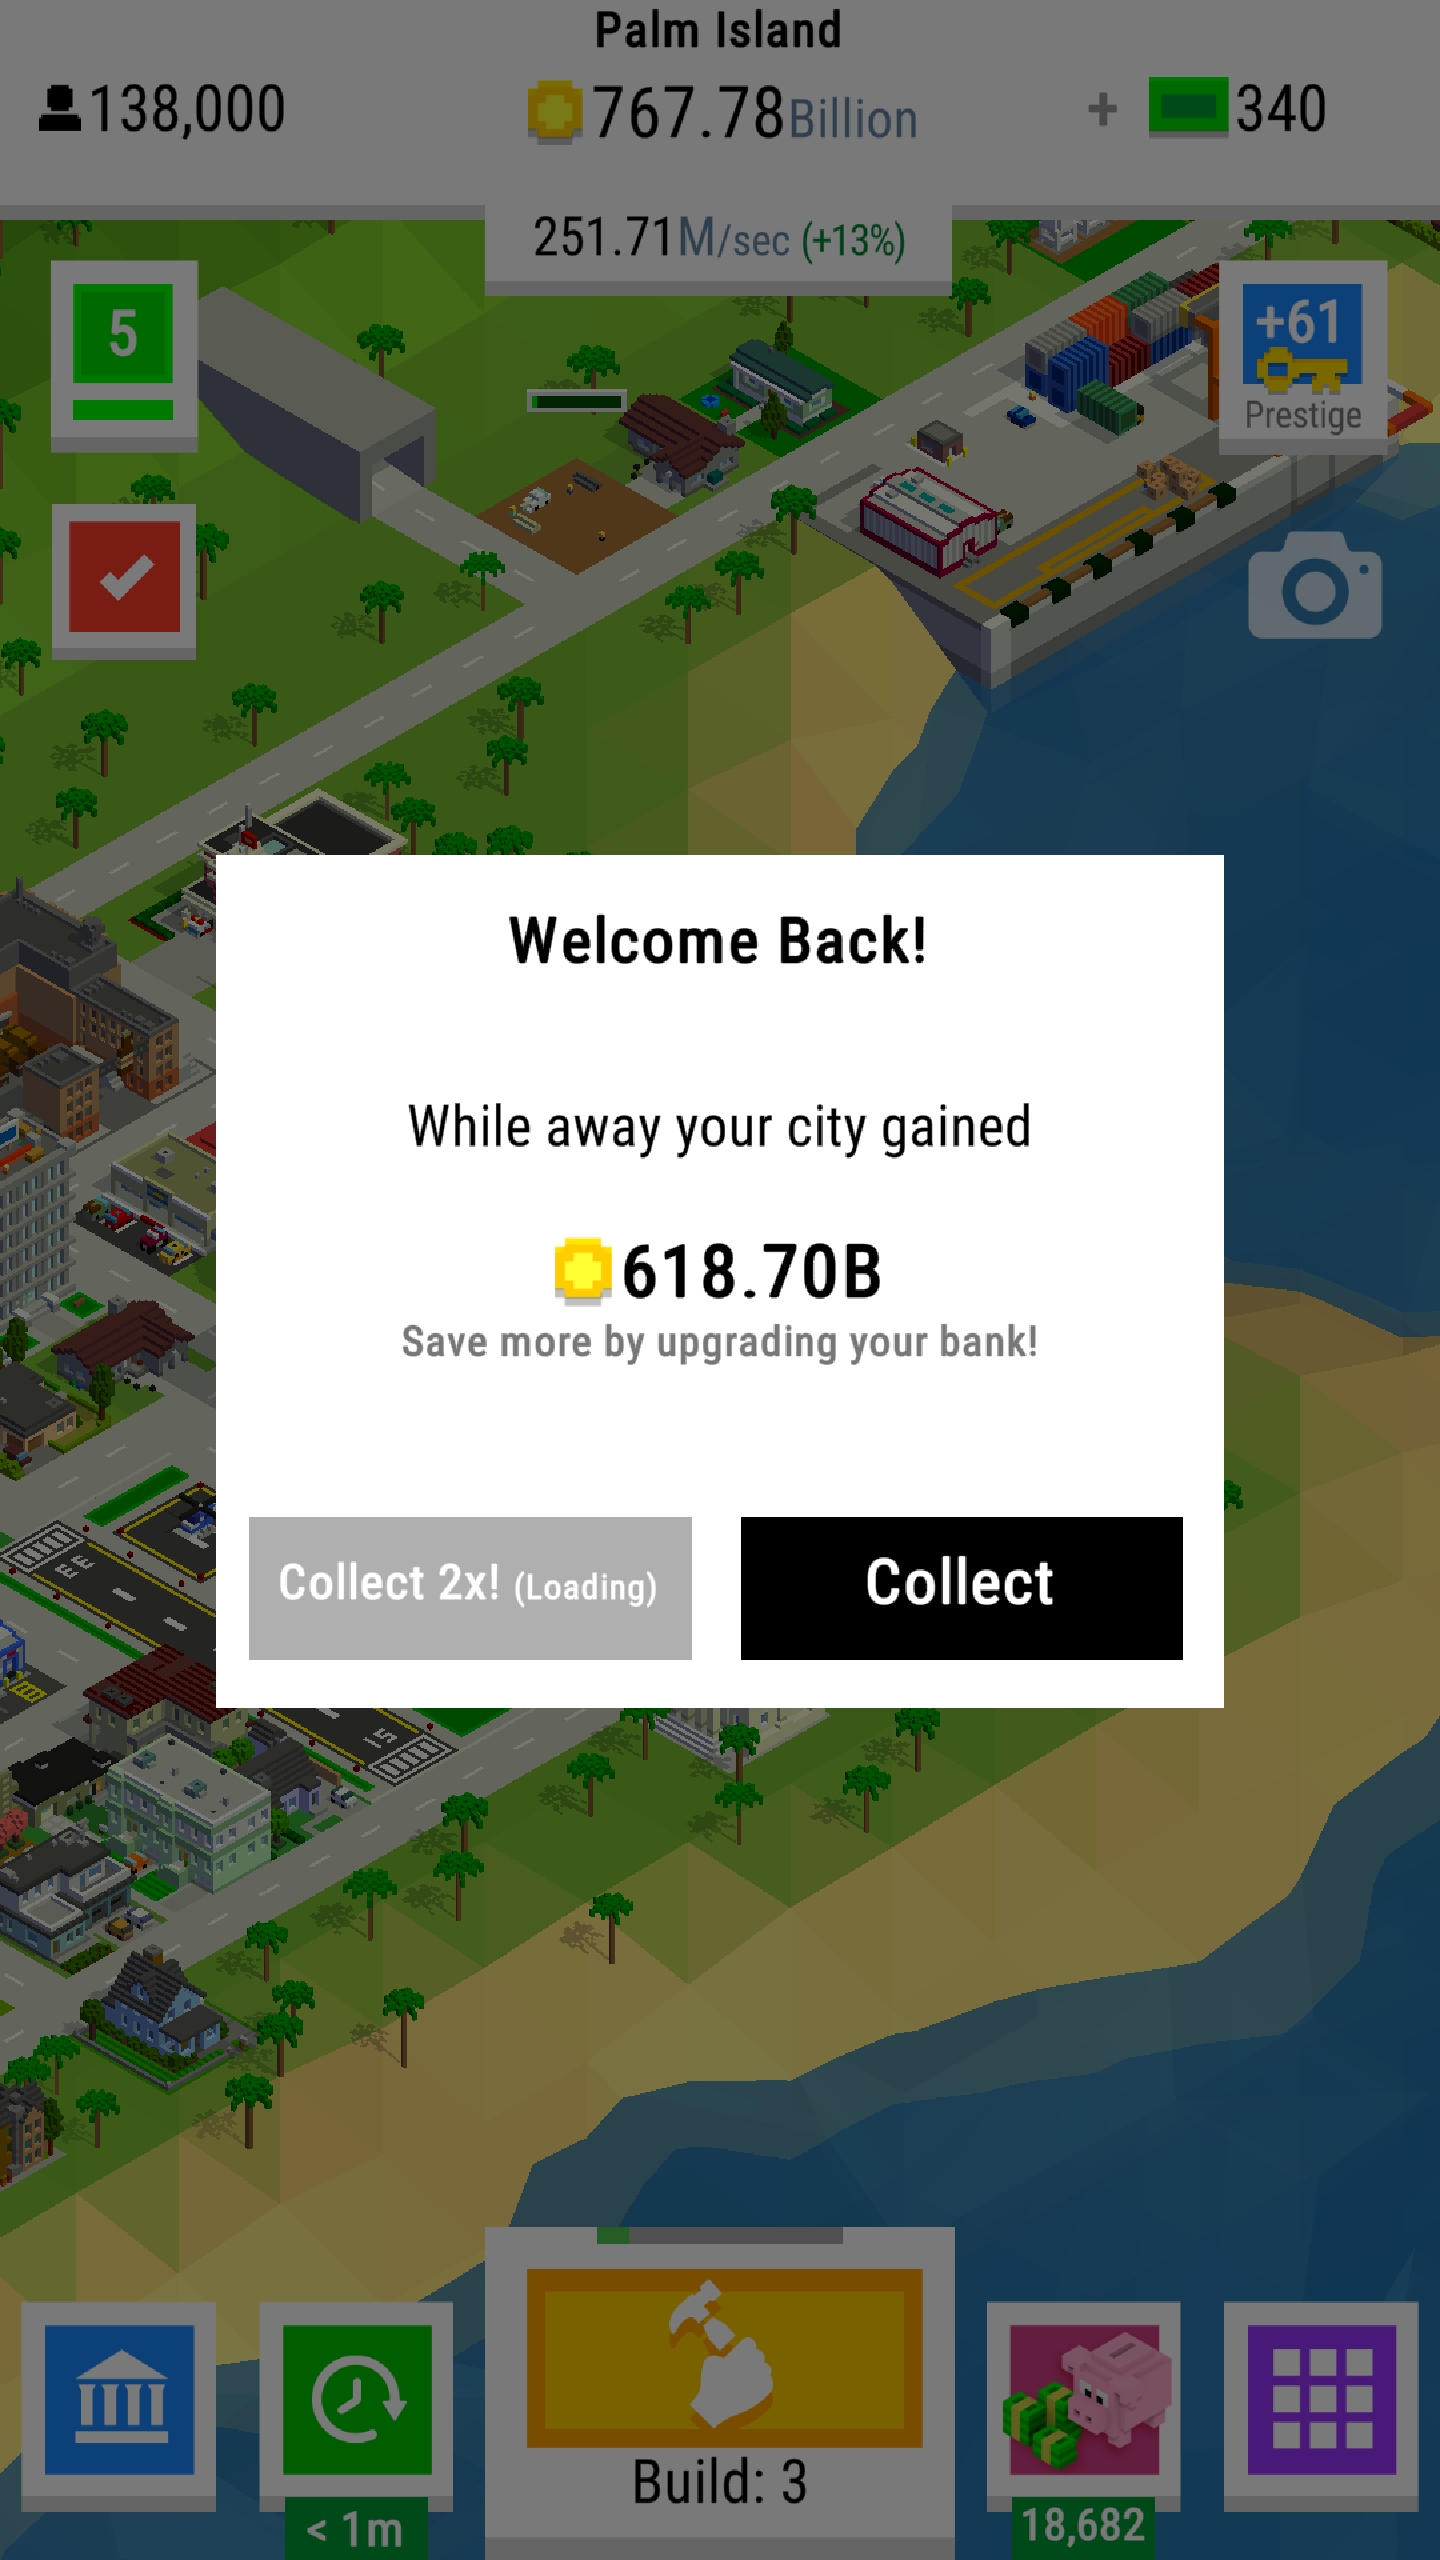 Palm Island
138,000
767.78Billion
+ 340
251.71M/sec (+13%)
5
+61
Prestige
Welcome Back!
While away your city gained
618.70B
Save more by upgrading your bank!
Collect 2x! (Loading)
Collect
15
Build: 3
< 1m
18,682